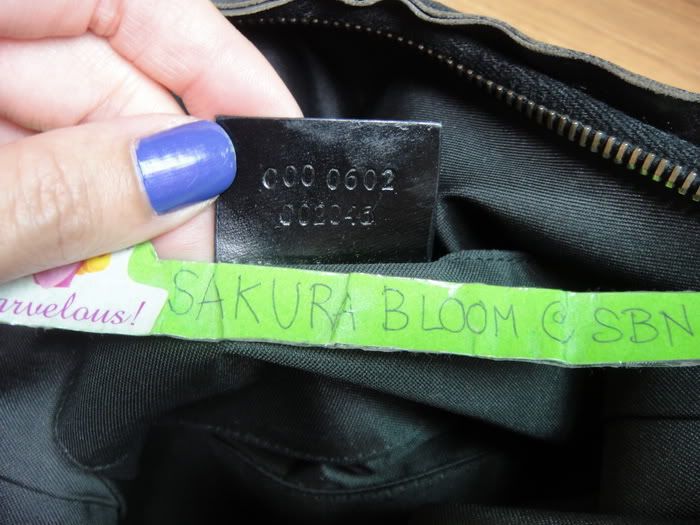 000 0602
002045
arvelous!
SAKURA BLOOM @ SBN